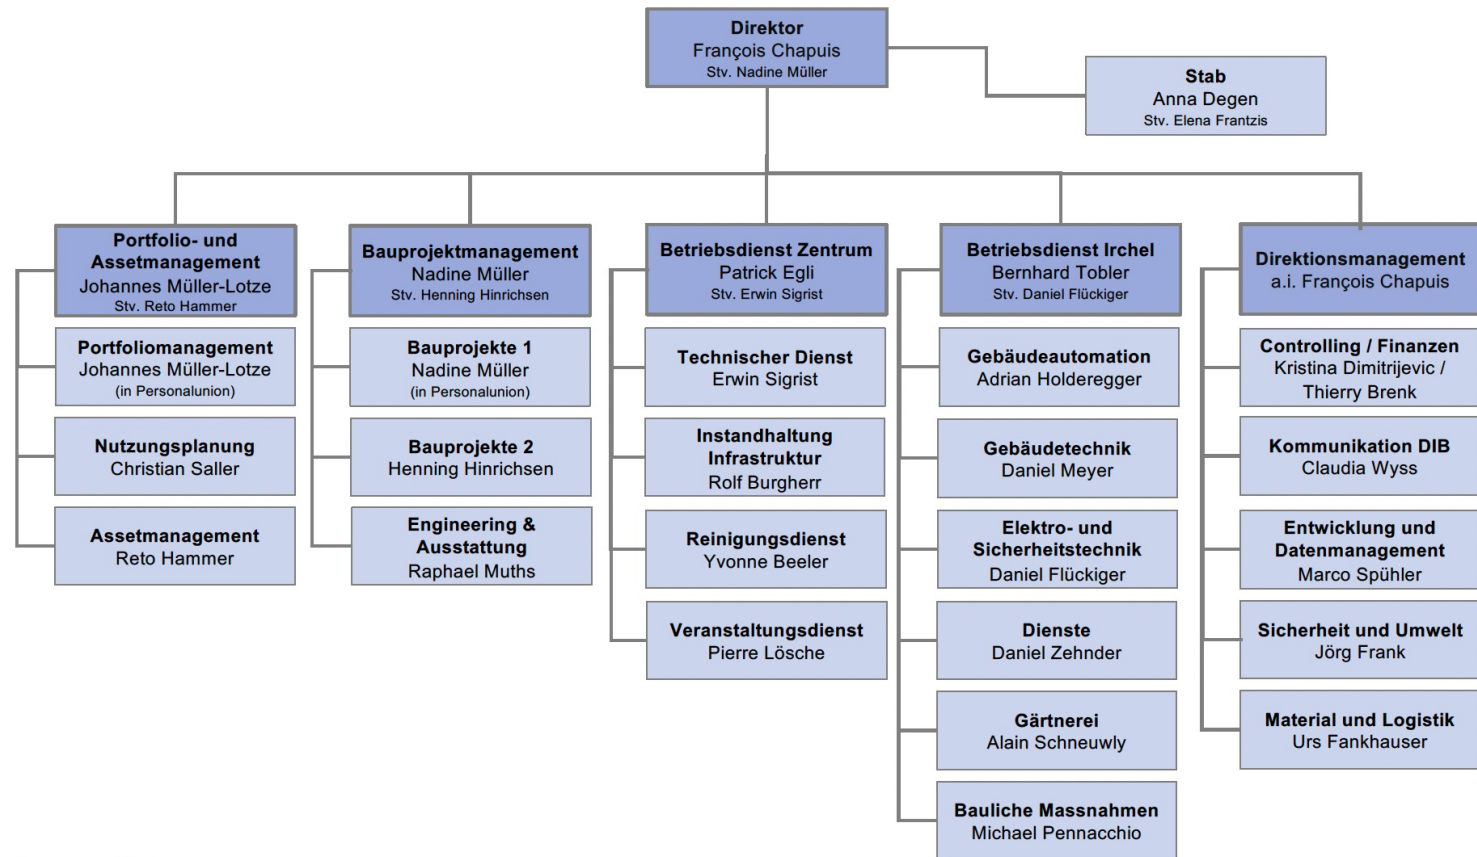 Direktor
François Chapuis
Stv. Nadine Müller
Stab
Anna Degen
Stv. Elena Frantzis
Portfolio- und
Assetmanagement
Johannes Müller-Lotze
Stv. Reto Hammer
Portfoliomanagement
Johannes Müller-Lotze
(in Personalunion)
Nutzungsplanung
Christian Saller
Assetmanagement
Reto Hammer
Bauprojektmanagement
Nadine Müller
Stv. Henning Hinrichsen
Bauprojekte 1
Nadine Müller
(in Personalunion)
Bauprojekte 2
Henning Hinrichsen
Engineering &
Ausstattung
Raphael Muths
Betriebsdienst Zentrum
Patrick Egli
Stv. Erwin Sigrist
Technischer Dienst
Erwin Sigrist
Instandhaltung
Infrastruktur
Rolf Burgherr
Reinigungsdienst
Yvonne Beeler
Veranstaltungsdienst
Pierre Lösche
Betriebsdienst Irchel
Bernhard Tobler
Stv. Daniel Flückiger
Gebäudeautomation
Adrian Holderegger
Gebäudetechnik
Daniel Meyer
Elektro- und
Sicherheitstechnik
Daniel Flückiger
Dienste
Daniel Zehnder
Gärtnerei
Alain Schneuwly
Bauliche Massnahmen
Michael Pennacchio
Direktionsmanagement
a.i. François Chapuis
Controlling / Finanzen
Kristina Dimitrijevic /
Thierry Brenk
Kommunikation DIB
Claudia Wyss
Entwicklung und
Datenmanagement
Marco Spühler
Sicherheit und Umwelt
Jörg Frank
Material und Logistik
Urs Fankhauser